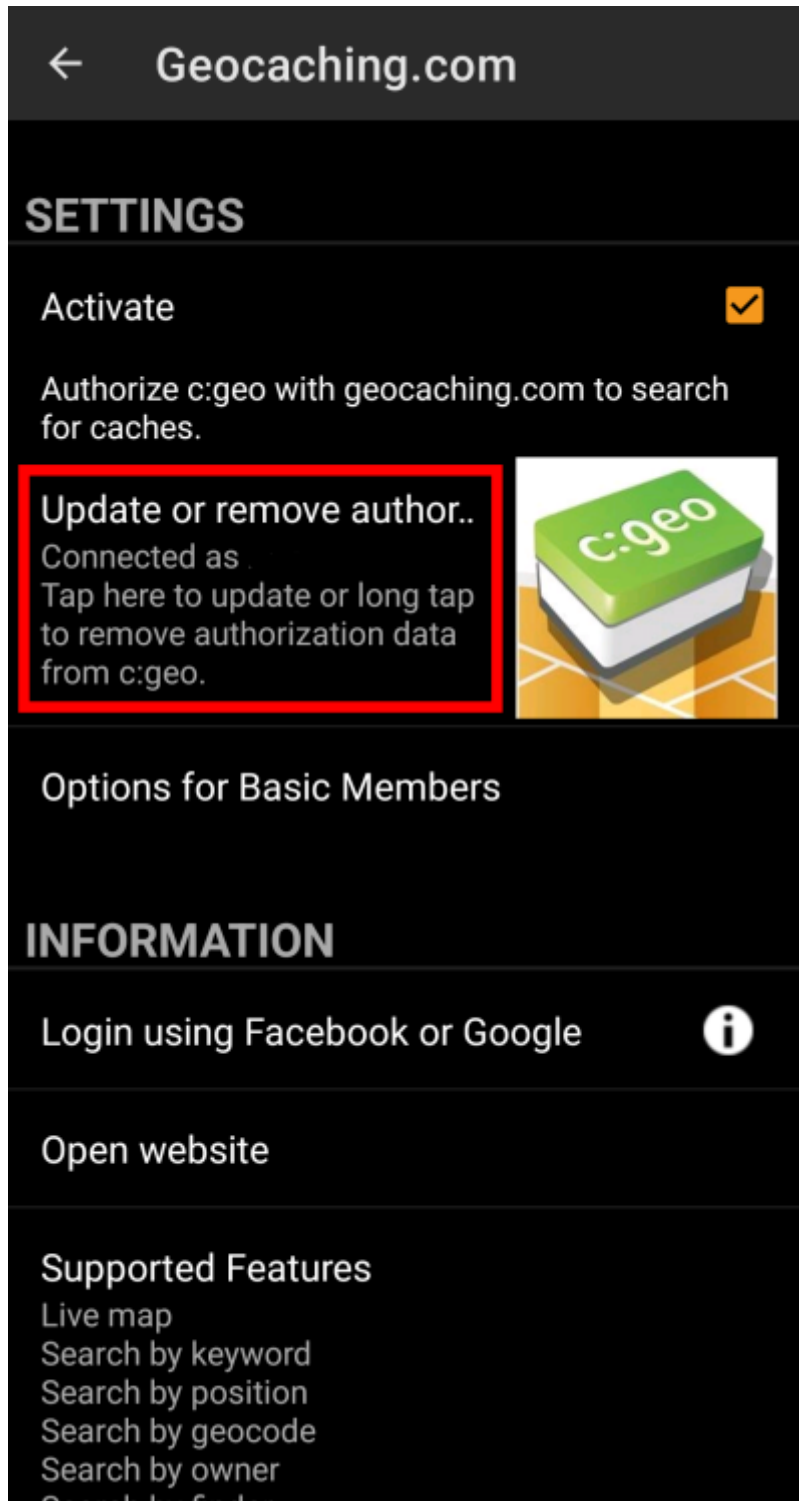 Geocaching.com
SETTINGS
Activate
Authorize c:geo with geocaching.com to search
for caches.
Update or remove author..
Connected as
Tap here to update or long tap
to remove authorization data
from c:geo.
c:geo
Options for Basic Members
INFORMATION
Login using Facebook or Google
Open website
Supported Features
Live map
Search by keyword
Search by position
Search by geocode
Search by owner